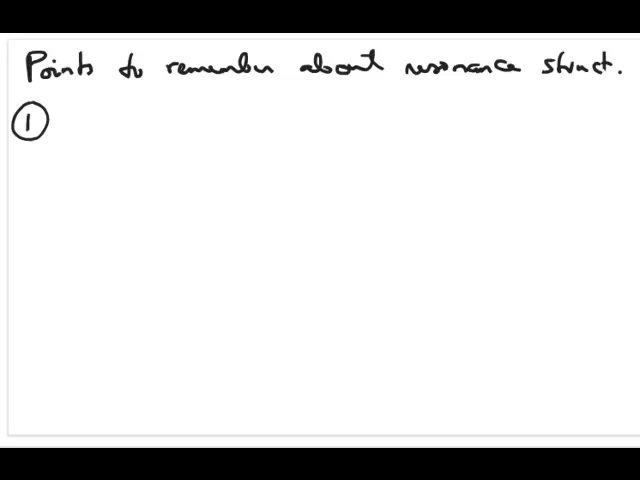 Points to remember about resonance struct.
①